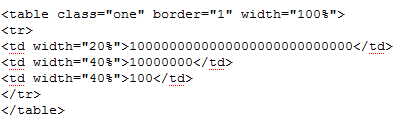 <table class="one" border="1" width="100%">
<tr>
<td width="20%">1000000000000000000000000000</td>
<td width="40%">10000000</td>
<td width="40%">100</td>
</tr>
</table>